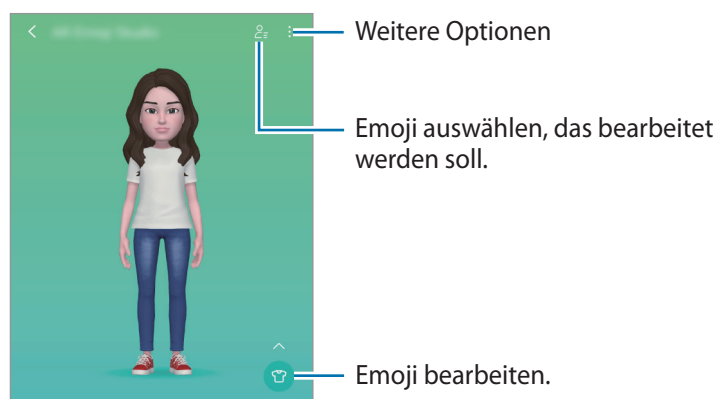 Weitere Optionen
Emoji auswählen, das bearbeitet
werden soll.
Emoji bearbeiten.